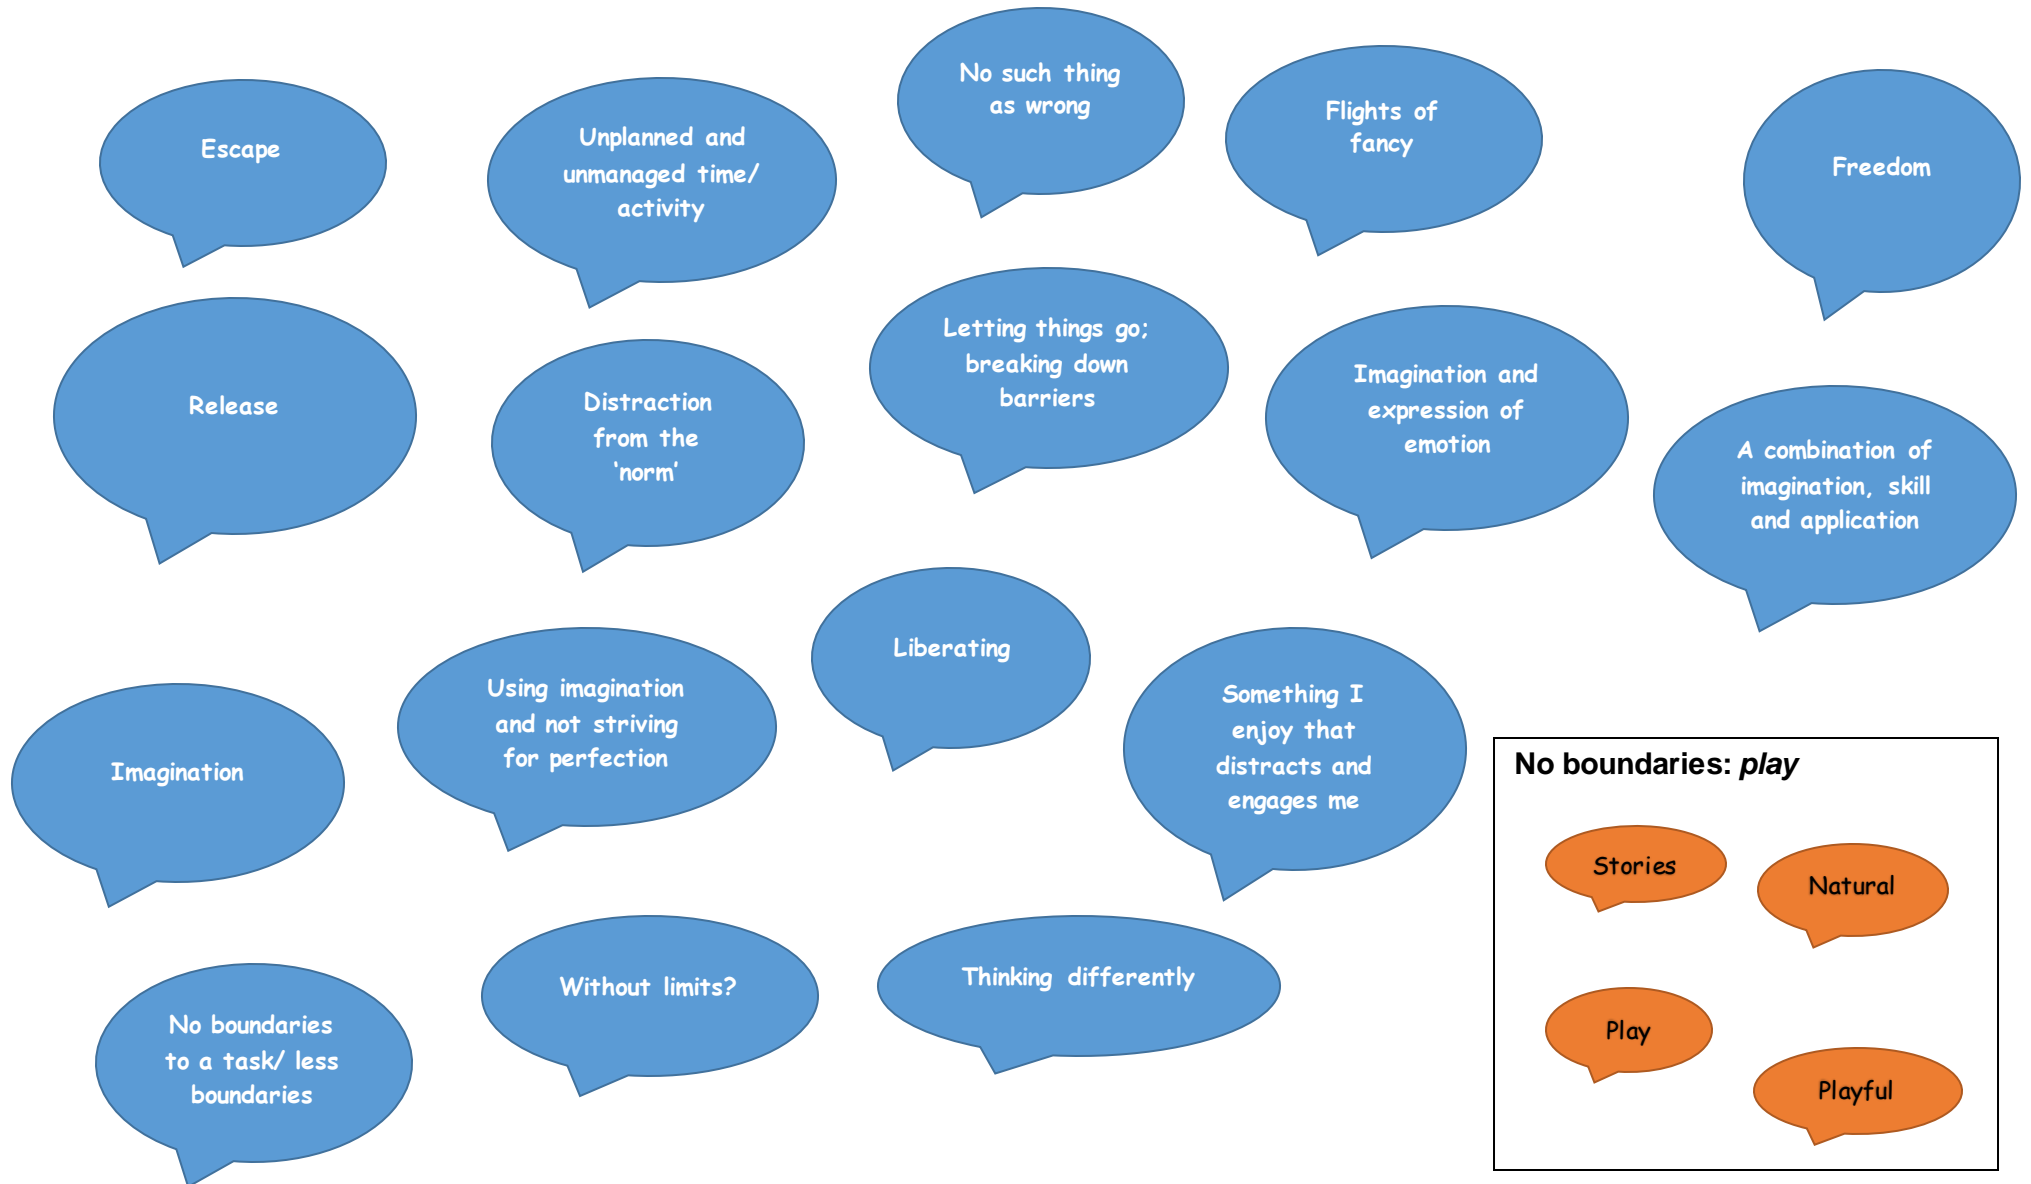 Escape
Unplanned and
unmanaged time/
activity
No such thing
as wrong
Flights of
fancy
Freedom
Release
Distraction
from the
‘norm’
Letting things go;
breaking down
barriers
Imagination and
expression of
emotion
A combination of
imagination, skill
and application
Imagination
Using imagination
and not striving
for perfection
Liberating
Something I
enjoy that
distracts and
engages me
No boundaries
to a task/ less
boundaries
Without limits?
Thinking differently
No boundaries: play
Stories
Natural
Play
Playful